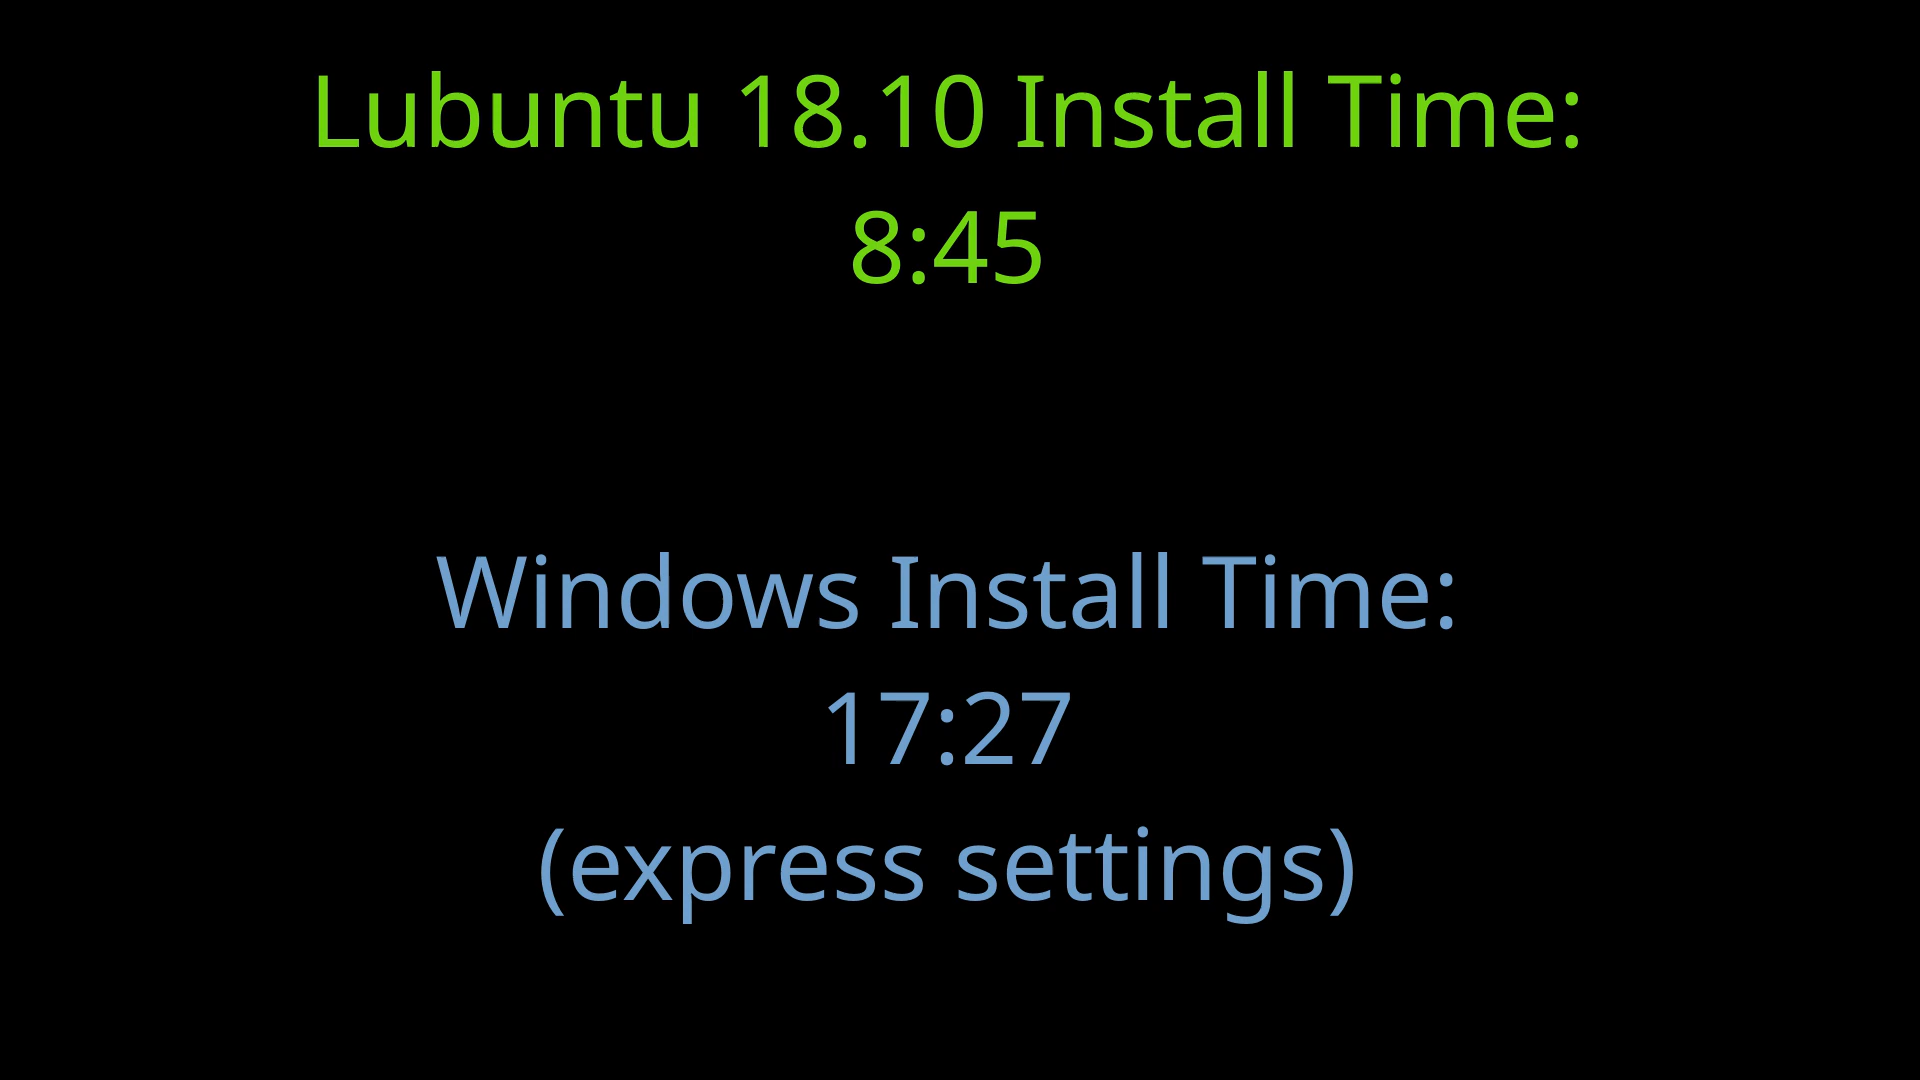 Lubuntu 18.10 Install Time:
8:45
Windows Install Time:
17:27
(express settings)